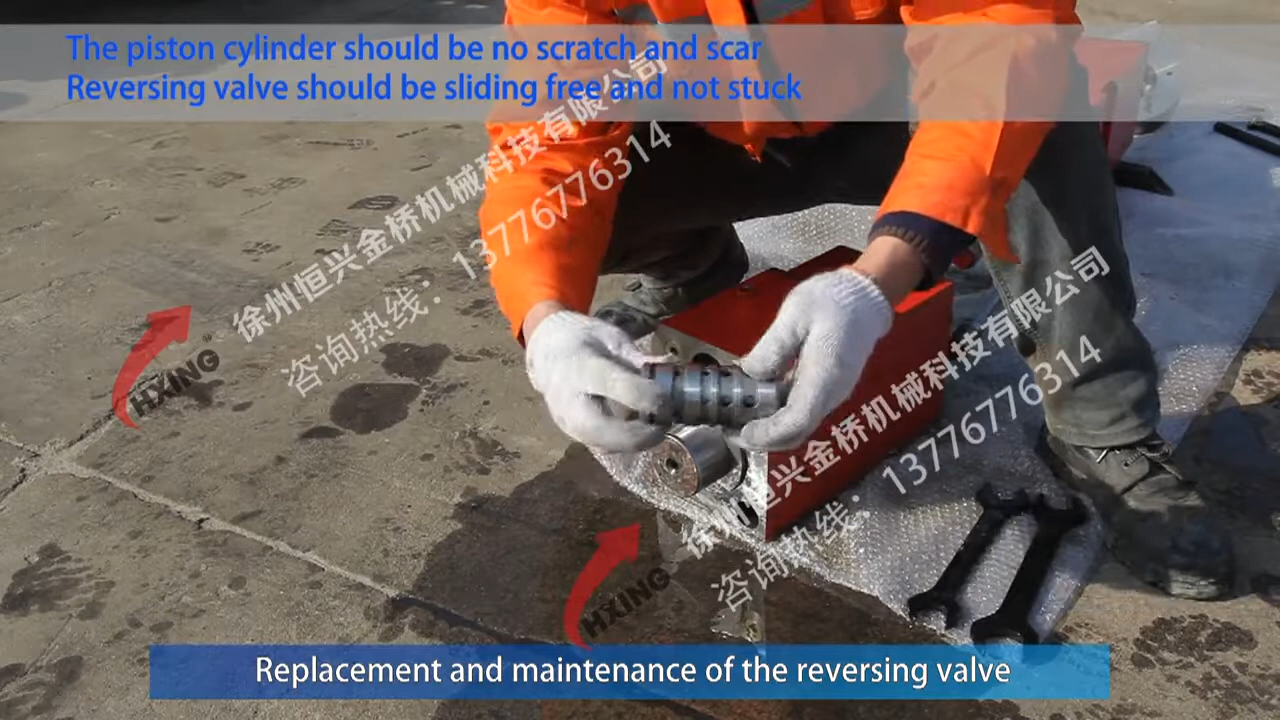 The piston cylinder should be no scratch and scar
Reversing valve should be sliding free and not stuck
徐州恒兴金桥机械科技有限公司
咨询热线：13776776314
HXING
®
徐州恒兴金桥机械科技有限公司
咨询热线：13776776314
HXING
Replacement and maintenance of the reversing valve